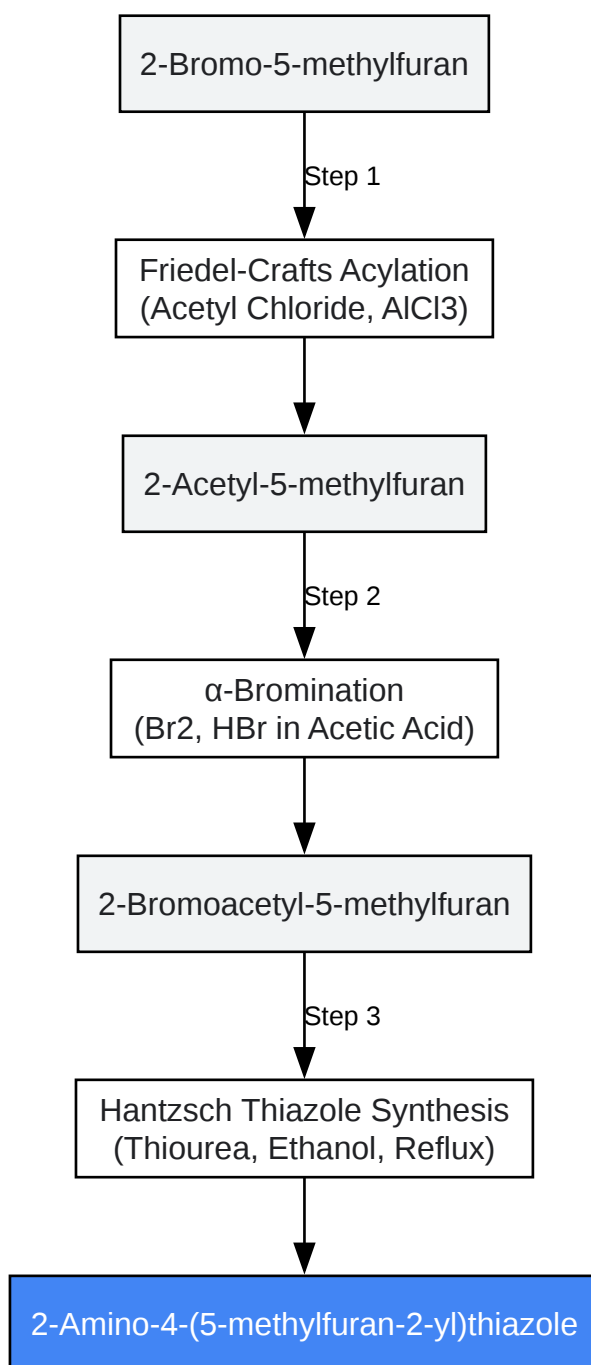 2-Bromo-5-methylfuran
Step 1
Friedel-Crafts Acylation
(Acetyl Chloride, AlCl3)
2-Acetyl-5-methylfuran
Step 2
α-Bromination
(Br2, HBr in Acetic Acid)
2-Bromoacetyl-5-methylfuran
Step 3
Hantzsch Thiazole Synthesis
(Thiourea, Ethanol, Reflux)
2-Amino-4-(5-methylfuran-2-yl)thiazole